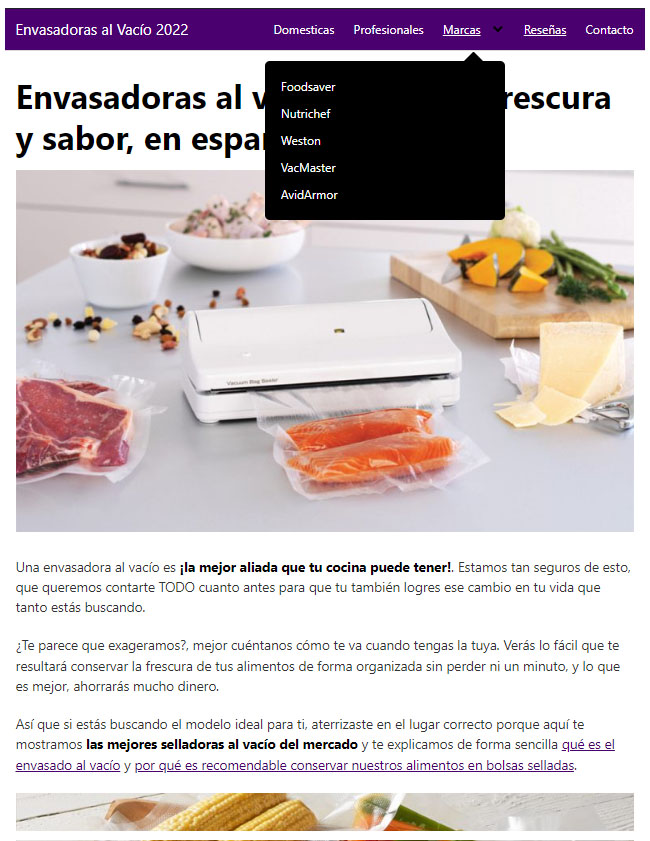 Envasadoras al Vacío 2022 Domesticas Profesionales Marcas Reseñas Contacto
Foodsaver
Nutrichef
Weston
VacMaster
AvidArmor
Envasadoras al rescura
y sabor, en
Vacuum Bag Sealer
Una envasadora al vacío es ¡la mejor aliada que tu cocina puede tener!. Estamos tan seguros de esto,
que queremos contarte TODO cuanto antes para que tu también logres ese cambio en tu vida que
tanto estás buscando.
¿Te parece que exageramos?, mejor cuéntanos cómo te va cuando tengas la tuya. Verás lo fácil que te
resultará conservar la frescura de tus alimentos de forma organizada sin perder ni un minuto, y lo que
es mejor, ahorrarás mucho dinero.
Así que si estás buscando el modelo ideal para ti, aterrizaste en el lugar correcto porque aquí te
mostramos las mejores selladoras al vacío del mercado y te explicamos de forma sencilla qué es el
envasado al vacío y por qué es recomendable conservar nuestros alimentos en bolsas selladas.